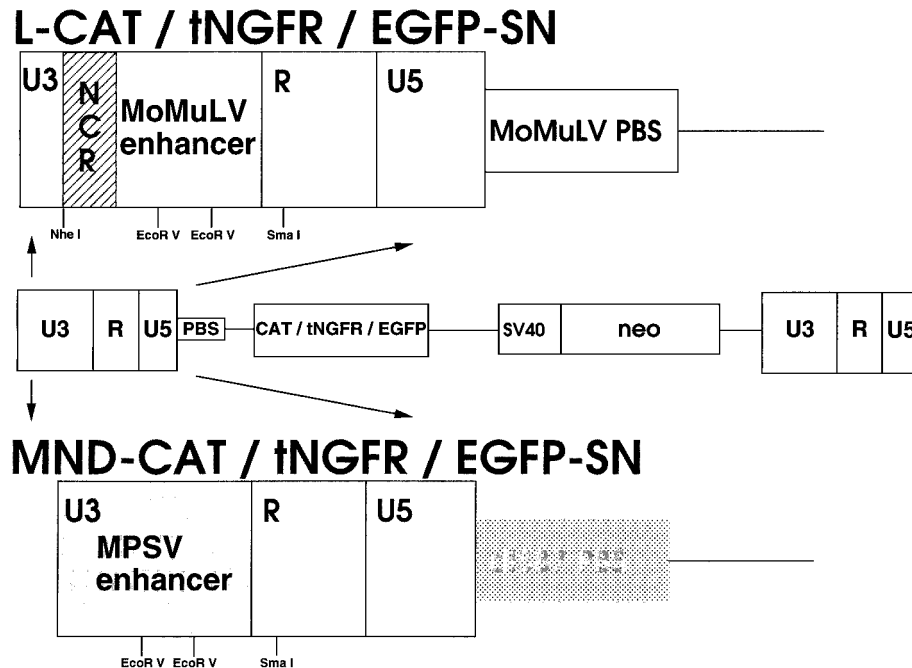 L-CAT / tNGFR / EGFP-SN
U3
NCR
MoMuLV
enhancer
R
U5
MoMuLV PBS
Nhe I
EcoR V
EcoR V
Sma I
U3
R
U5
PBS
CAT / tNGFR / EGFP
SV40
neo
U3
R
U5
MND-CAT / tNGFR / EGFP-SN
U3
MPSV
enhancer
R
U5
EcoR V
EcoR V
Sma I